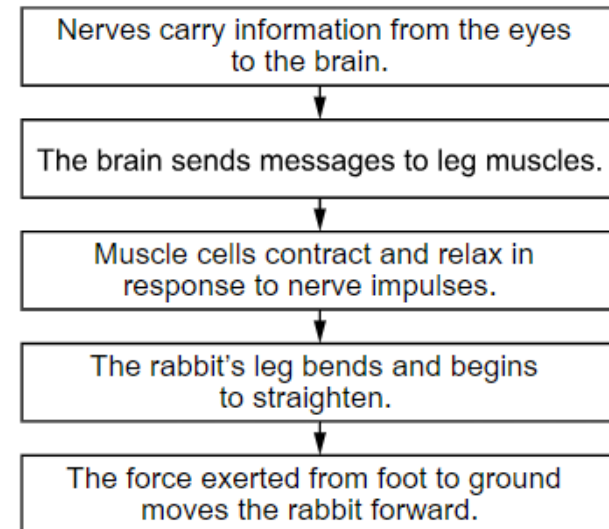 Nerves carry information from the eyes
to the brain.
The brain sends messages to leg muscles.
Muscle cells contract and relax in
response to nerve impulses.
The rabbit's leg bends and begins
to straighten.
The force exerted from foot to ground
moves the rabbit forward.